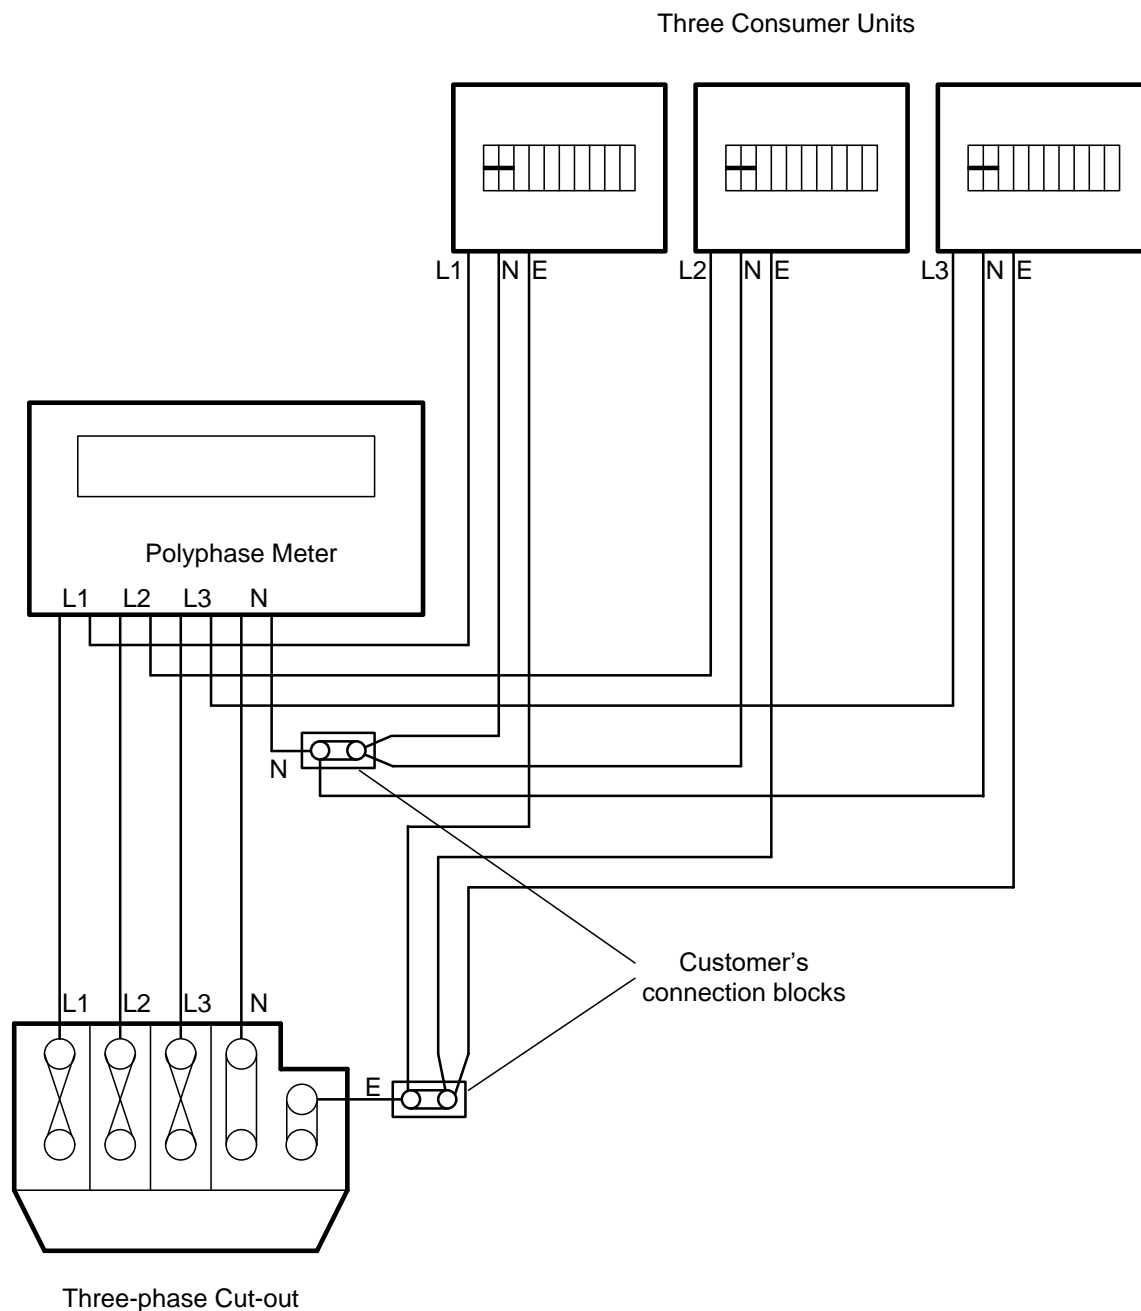 Three Consumer Units
L1 N E L2 N E L3 N E
Polyphase Meter
L1 L2 L3 N
N
Customer’s
connection blocks
L1 L2 L3 N
E
Three-phase Cut-out